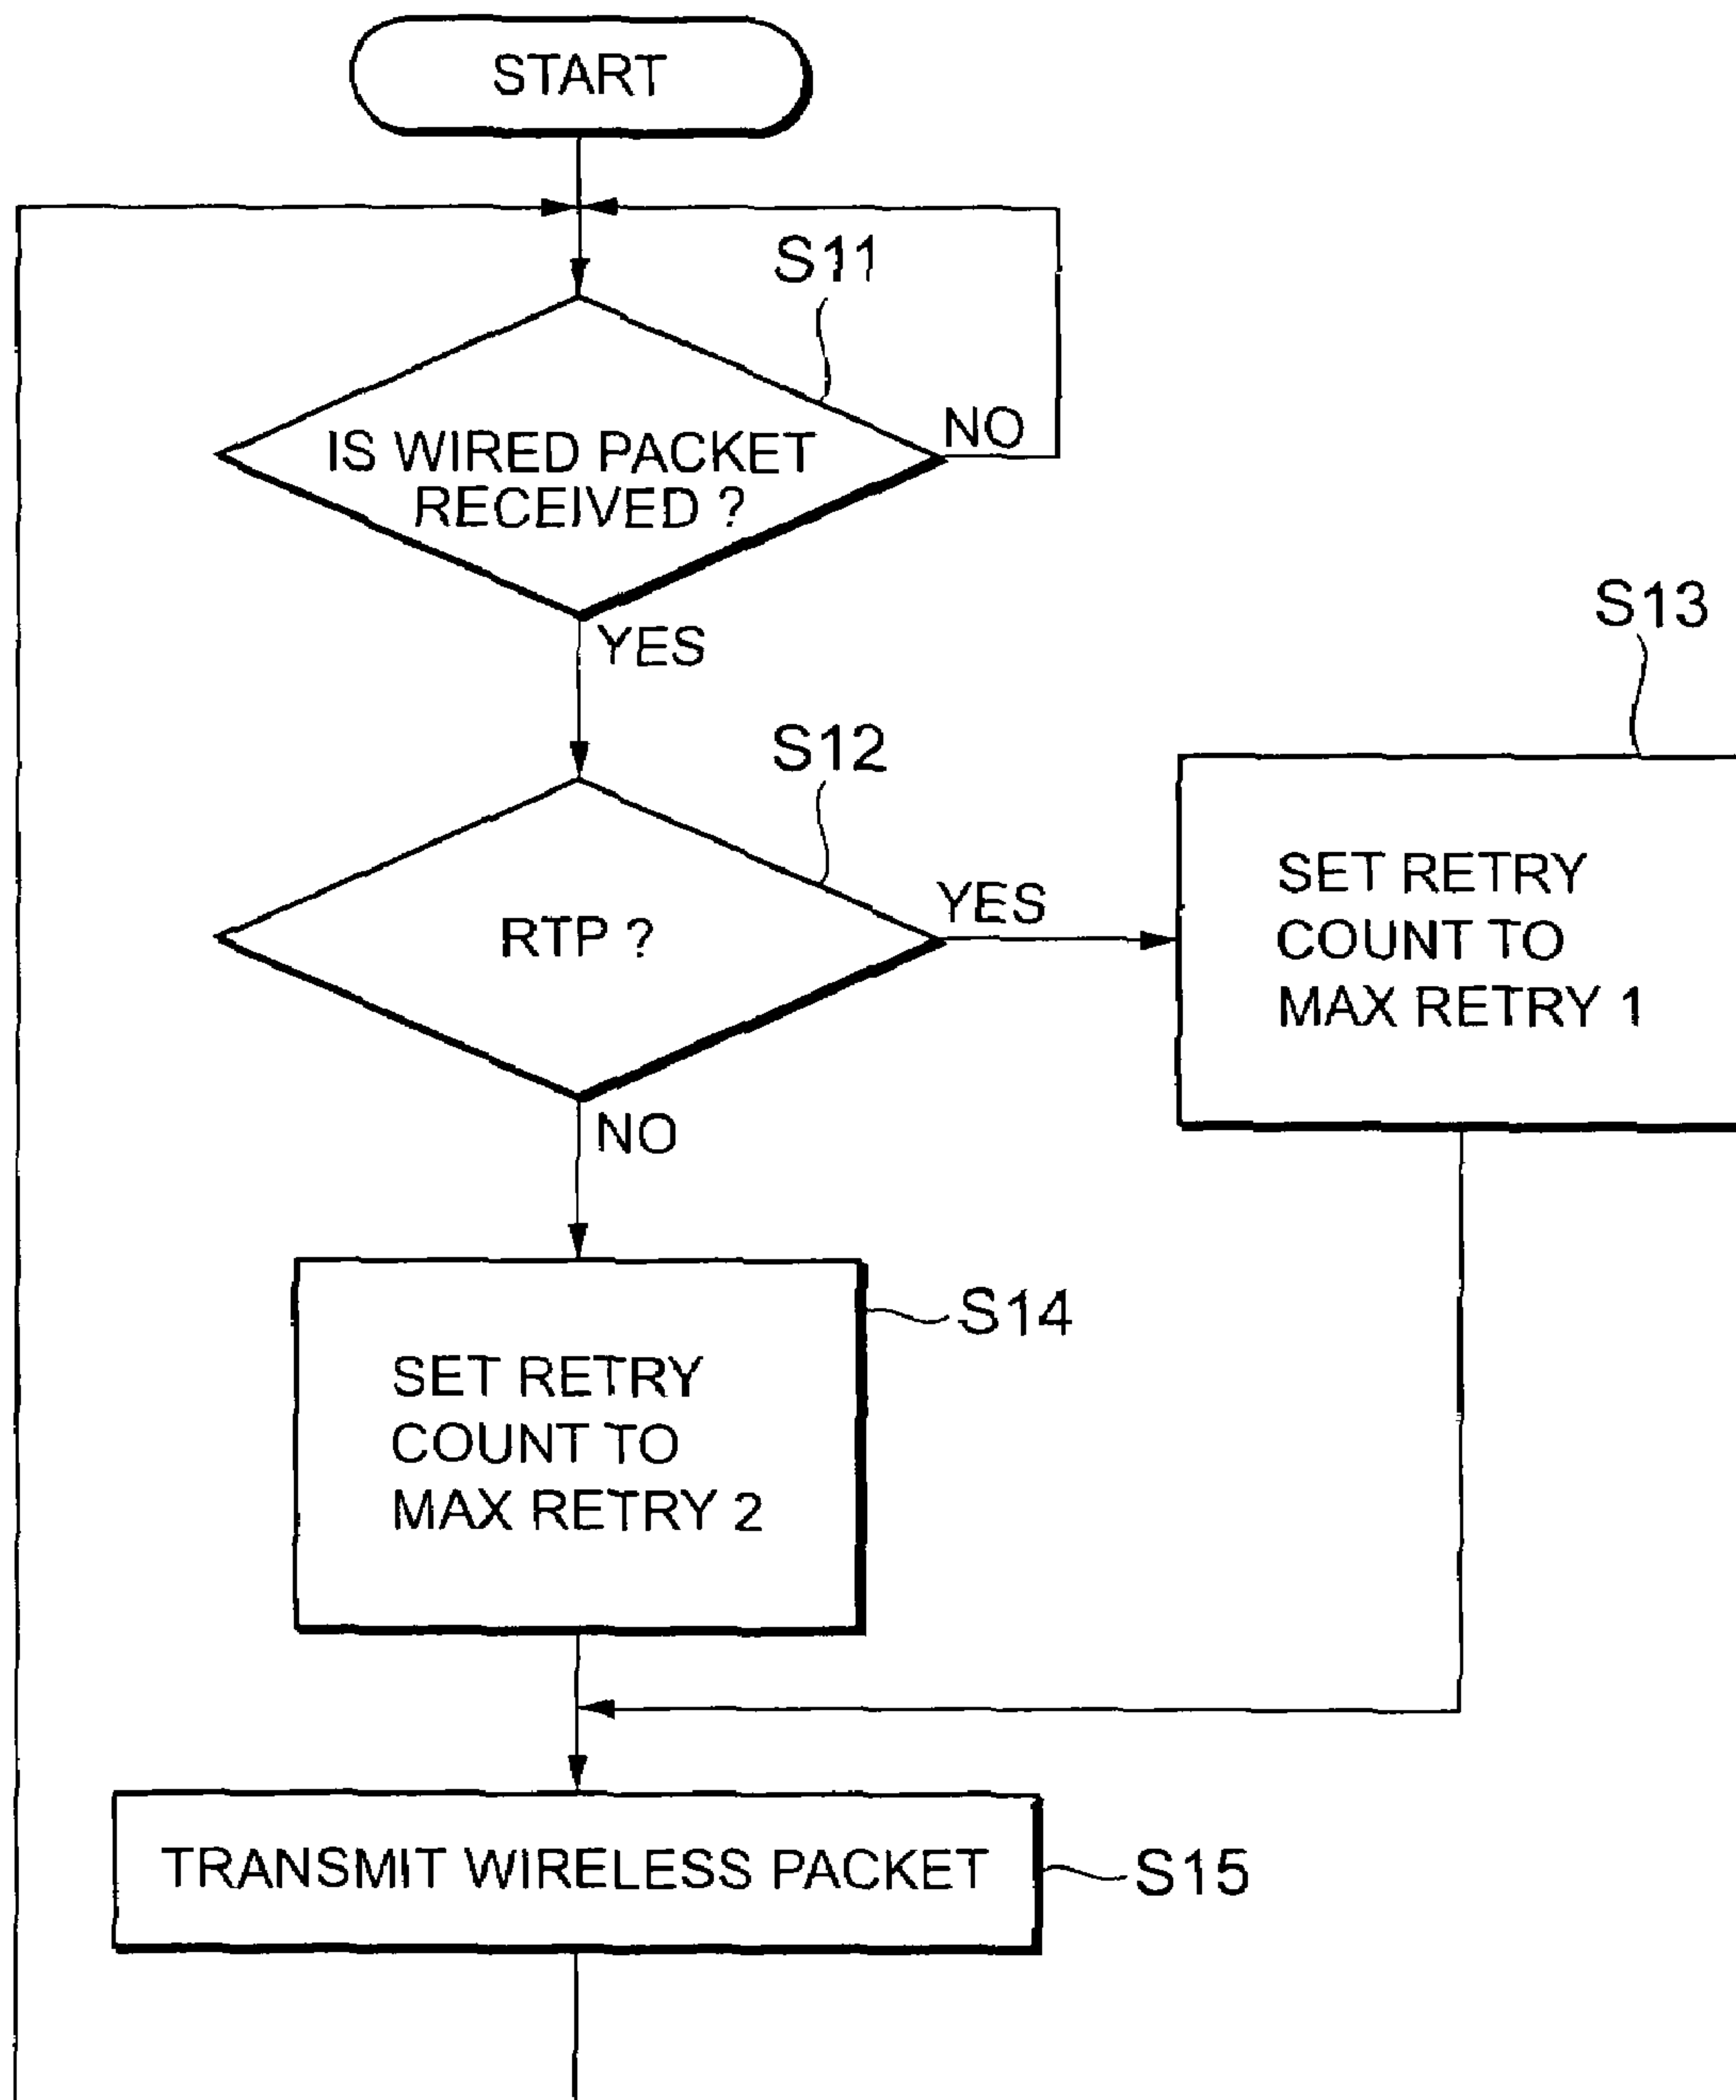 START
S11
NO
IS WIRED PACKET
RECEIVED ?
YES
S13
S12
YES
RTP ?
SET RETRY
COUNT TO
MAX RETRY 1
NO
S14
SET RETRY
COUNT TO
MAX RETRY 2
TRANSMIT WIRELESS PACKET
S15